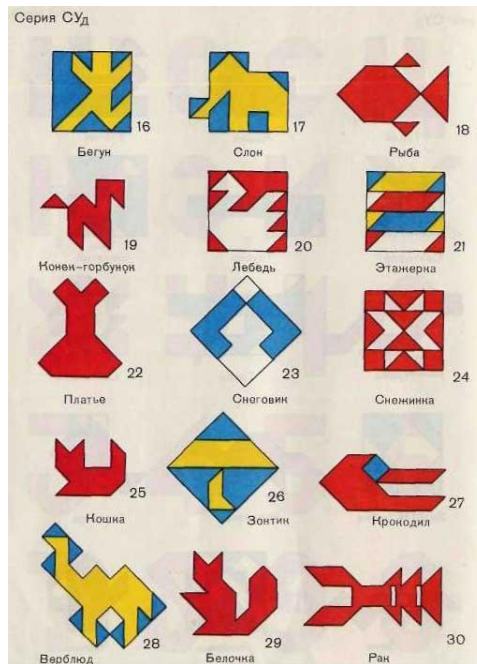 Серия СУд
16
17
18
Бегун
Слон
Рыба
19
20
21
Конек-горбунок
Лебедь
Этажерка
22
23
24
Платье
Снеговик
Снежинка
25
26
27
Кошка
Зонтик
Крокодил
28
29
30
Верблюд
Белочка
Рак